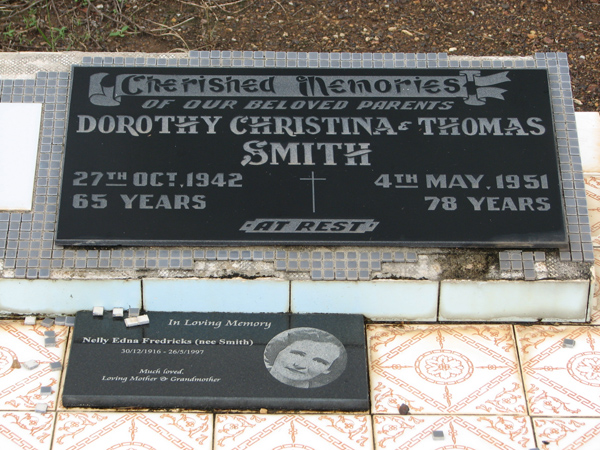 Cherished Memories
OF OUR BELOVED PARENTS
DOROTHY CHRISTINA & THOMAS
SMITH
27TH OCT, 1942
65 YEARS
4TH MAY, 1951
78 YEARS
AT REST
In Loving Memory
Nelly Edna Fredricks (nee Smith)
30/12/1916 - 26/5/1997
Much loved.
Loving Mother & Grandmother